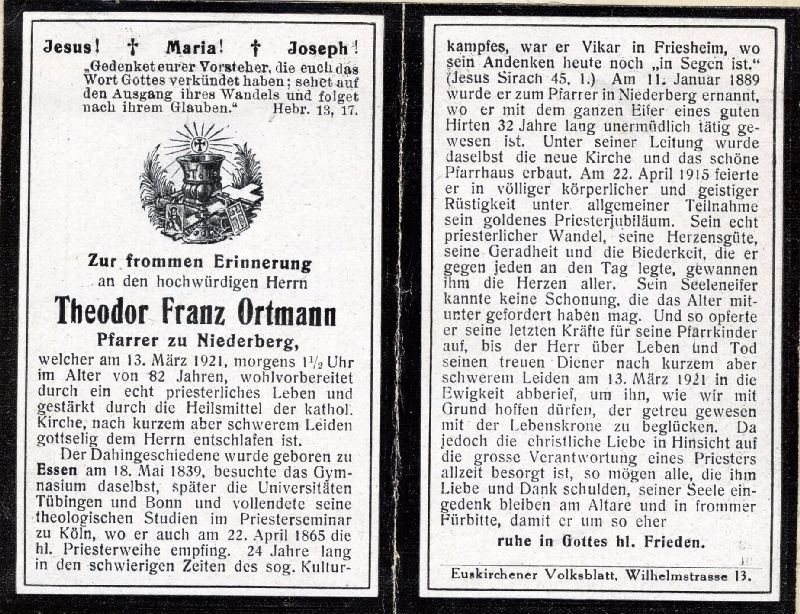 Jesus! † Maria! † Joseph!
„Gedenket eurer Vorsteher, die euch das
Wort Gottes verkündet haben; sehet auf
den Ausgang ihres Wandels und folget
nach ihrem Glauben.“ Hebr. 13, 17.
Zur frommen Erinnerung
an den hochwürdigen Herrn
Theodor Franz Ortmann
Pfarrer zu Niederberg,
welcher am 13. März 1921, morgens 1½ Uhr
im Alter von 82 Jahren, wohlvorbereitet
durch ein echt priesterliches Leben und
gestärkt durch die Heilsmittel der kathol.
Kirche, nach kurzem aber schwerem Leiden
gottselig dem Herrn entschlafen ist.
Der Dahingeschiedene wurde geboren zu
Essen am 18. Mai 1839, besuchte das Gym-
nasium daselbst, später die Universitäten
Tübingen und Bonn und vollendete seine
theologischen Studien im Priesterseminar
zu Köln, wo er auch am 22. April 1865 die
hl. Priesterweihe empfing. 24 Jahre lang
in den schwierigen Zeiten des sog. Kultur-
kampfes, war er Vikar in Friesheim, wo
sein Andenken heute noch „in Segen ist.“
(Jesus Sirach 45, 1.) Am 11. Januar 1889
wurde er zum Pfarrer in Niederberg ernannt,
wo er mit dem ganzen Eifer eines guten
Hirten 32 Jahre lang unermüdlich tätig ge-
wesen ist. Unter seiner Leitung wurde
daselbst die neue Kirche und das schöne
Pfarrhaus erbaut. Am 22. April 1915 feierte
er in völliger körperlicher und geistiger
Rüstigkeit unter allgemeiner Teilnahme
sein goldenes Priesterjubiläum. Sein echt
priesterlicher Wandel, seine Herzensgüte,
seine Geradheit und die Biederkeit, die er
gegen jeden an den Tag legte, gewannen
ihm die Herzen aller. Sein Seeleneifer
kannte keine Schonung, die das Alter mit-
unter gefordert haben mag. Und so opferte
er seine letzten Kräfte für seine Pfarrkinder
auf, bis der Herr über Leben und Tod
seinen treuen Diener nach kurzem aber
schwerem Leiden am 13. März 1921 in die
Ewigkeit abberief, um ihn, wie wir mit
Grund hoffen dürfen, der getreu gewesen
mit der Lebenskrone zu beglücken. Da
jedoch die christliche Liebe in Hinsicht auf
die grosse Verantwortung eines Priesters
allzeit besorgt ist, so mögen alle, die ihm
Liebe und Dank schulden, seiner Seele ein-
gedenk bleiben am Altare und in frommer
Fürbitte, damit er um so eher
ruhe in Gottes hl. Frieden.
Euskirchener Volksblatt, Wilhelmstrasse 13.